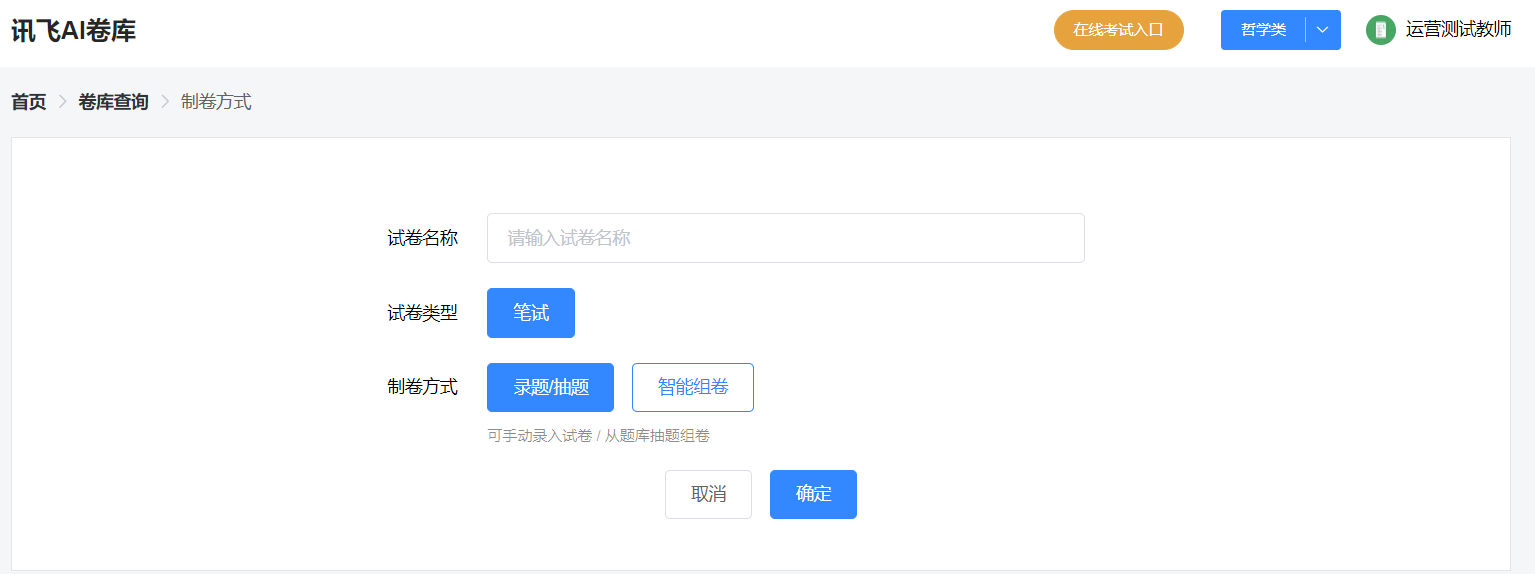 讯飞AI卷库
在线考试入口
哲学类
运营测试教师
首页 > 卷库查询 > 制卷方式
试卷名称 请输入试卷名称
试卷类型 笔试
制卷方式 录题/抽题 智能组卷
可手动录入试卷 / 从题库抽题组卷
取消 确定